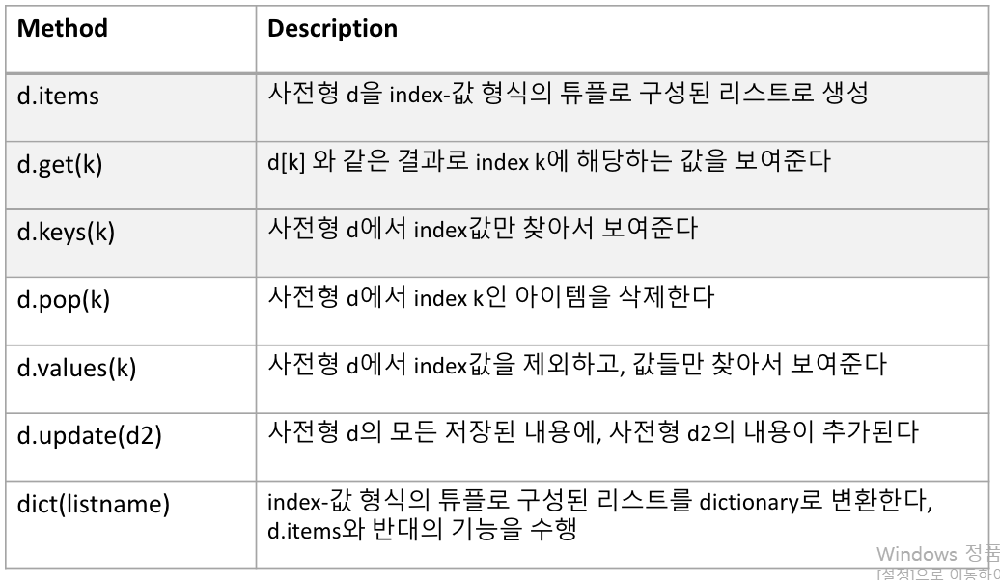 Method Description
d.items 사전형 d을 index-값 형식의 튜플로 구성된 리스트로 생성
d.get(k) d[k] 와 같은 결과로 index k에 해당하는 값을 보여준다
d.keys(k) 사전형 d에서 index값만 찾아서 보여준다
d.pop(k) 사전형 d에서 index k인 아이템을 삭제한다
d.values(k) 사전형 d에서 index값을 제외하고, 값들만 찾아서 보여준다
d.update(d2) 사전형 d의 모든 저장된 내용에, 사전형 d2의 내용이 추가된다
dict(listname) index-값 형식의 튜플로 구성된 리스트를 dictionary로 변환한다,
d.items와 반대의 기능을 수행
Windows 정품
[설정]으로 이동하여